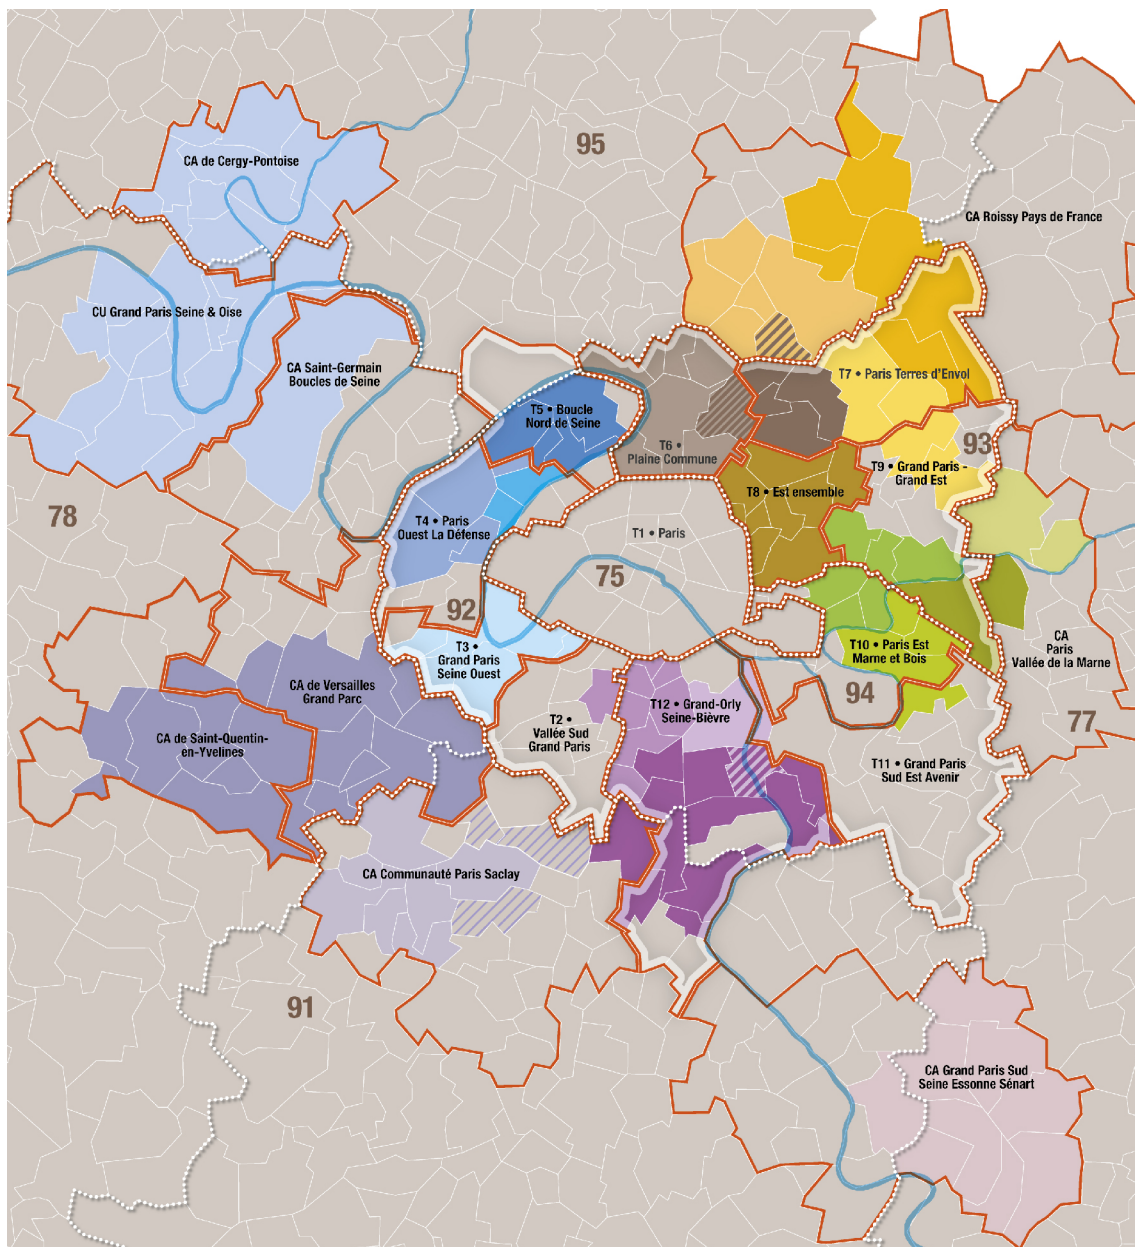 95
CA de Cergy-Pontoise
CA Roissy Pays de France
CU Grand Paris Seine & Oise
CA Saint-Germain
Boucles de Seine
T7 • Paris Terres d'Envol
T5 • Boucle
Nord de Seine
93
T6 •
Plaine Commune
T9 • Grand Paris -
Grand Est
T8 • Est ensemble
78
T4 • Paris
Ouest La Défense
T1 • Paris
75
92
T3 •
Grand Paris
Seine Ouest
T10 • Paris Est
Marne et Bois
CA
Paris
Vallée de la Marne
CA de Versailles
Grand Parc
94
T12 • Grand-Orly
Seine-Bièvre
T2 •
Vallée Sud
Grand Paris
77
CA de Saint-Quentin-
en-Yvelines
T11 • Grand Paris
Sud Est Avenir
CA Communauté Paris Saclay
91
CA Grand Paris Sud
Seine Essonne Sénart